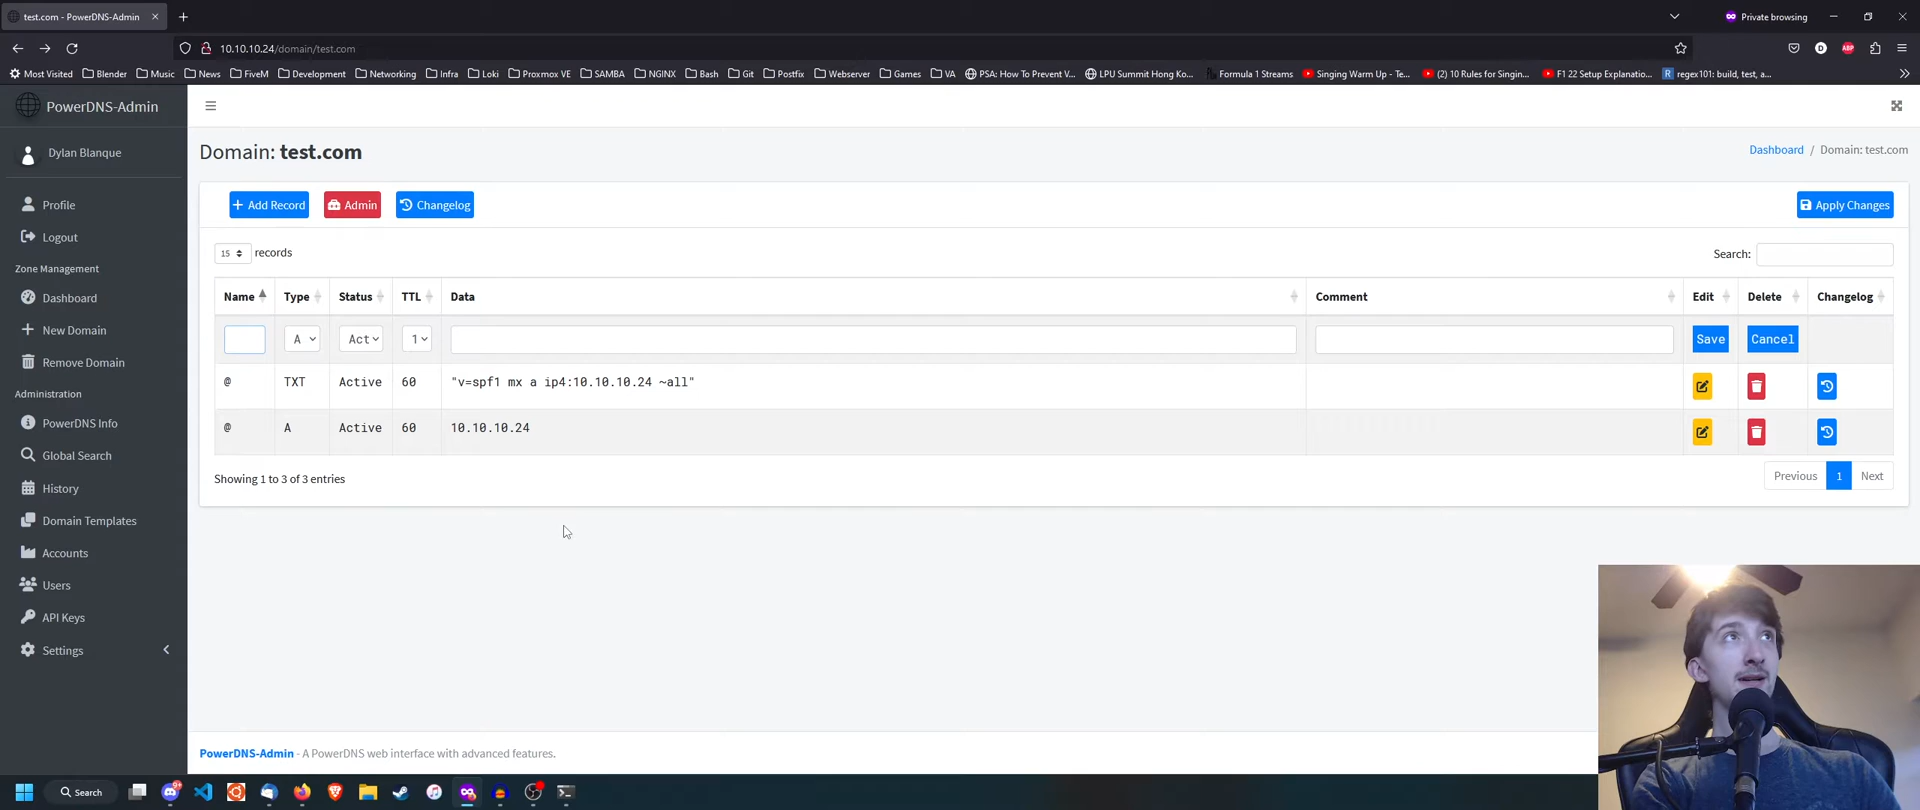 test.com - PowerDNS-Admin
Private browsing
10.10.10.24/domain/test.com
ABP
Most Visited Blender Music News FiveM Development Networking Infra Loki Proxmox VE SAMBA NGINX Bash Git Postfix Webserver Games VA PSA: How To Prevent V... LPU Summit Hong Ko... Formula 1 Streams Singing Warm Up - Te... (2) 10 Rules for Singin... F1 22 Setup Explanatio... regex101: build, test, a...
PowerDNS-Admin
Dylan Blanque
Profile
Logout
Zone Management
Dashboard
New Domain
Remove Domain
Administration
PowerDNS Info
Global Search
History
Domain Templates
Accounts
Users
API Keys
Settings
Domain: test.com
Dashboard / Domain: test.com
Add Record Admin Changelog Apply Changes
15 records Search:
Name Type Status TTL Data Comment Edit Delete Changelog
A Act 1 Save Cancel
@ TXT Active 60 "v=spf1 mx a ip4:10.10.10.24 ~all"
@ A Active 60 10.10.10.24
Showing 1 to 3 of 3 entries
Previous 1 Next
PowerDNS-Admin - A PowerDNS web interface with advanced features.
Search